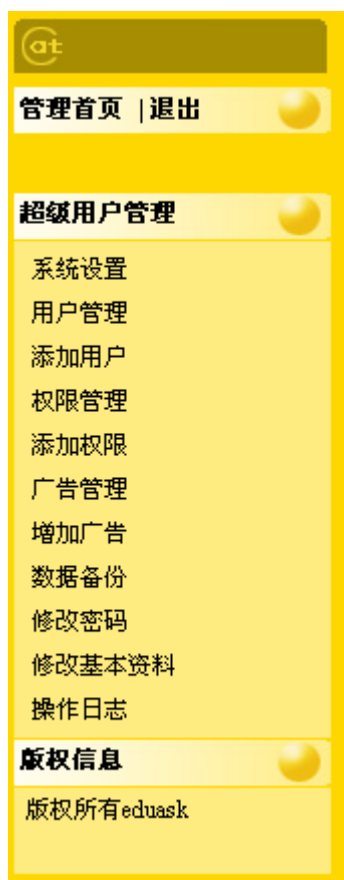 at
管理首页 |退出
超级用户管理
系统设置
用户管理
添加用户
权限管理
添加权限
广告管理
增加广告
数据备份
修改密码
修改基本资料
操作日志
版权信息
版权所有eduask